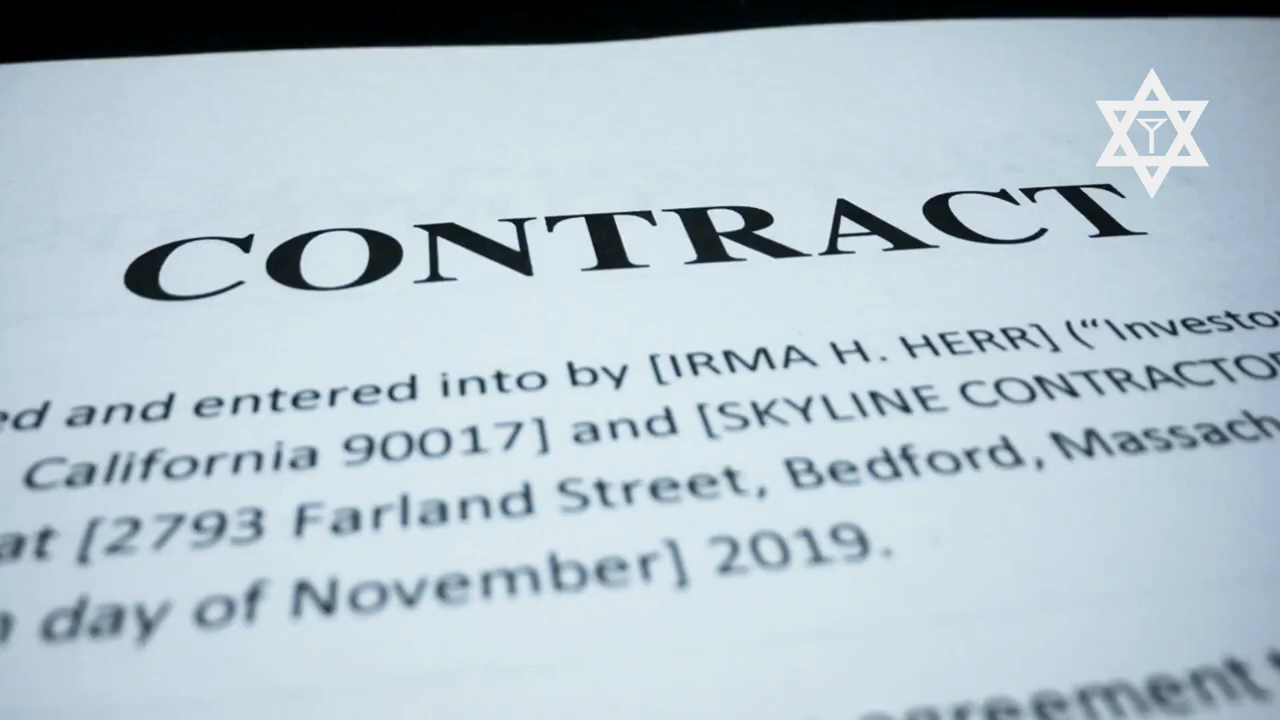 CONTRACT
ed and entered into by [IRMA H. HERR] (“Investo
California 90017] and [SKYLINE CONTRACTO
at [2793 Farland Street, Bedford, Massach
day of November] 2019.
agreement